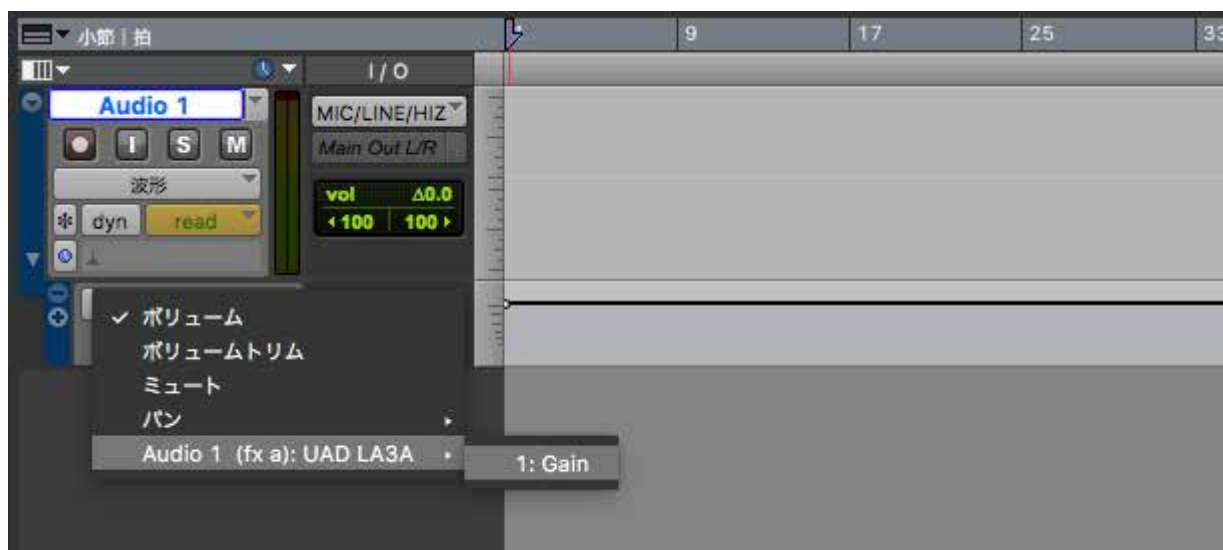 小節 | 拍
9 17 25 33
I / O
Audio 1
MIC/LINE/HIZ
I S M
Main Out L/R
波形
vol Δ0.0
dyn read
100 100
ボリューム
ボリュームトリム
ミュート
パン
Audio 1 (fx a): UAD LA3A
1: Gain